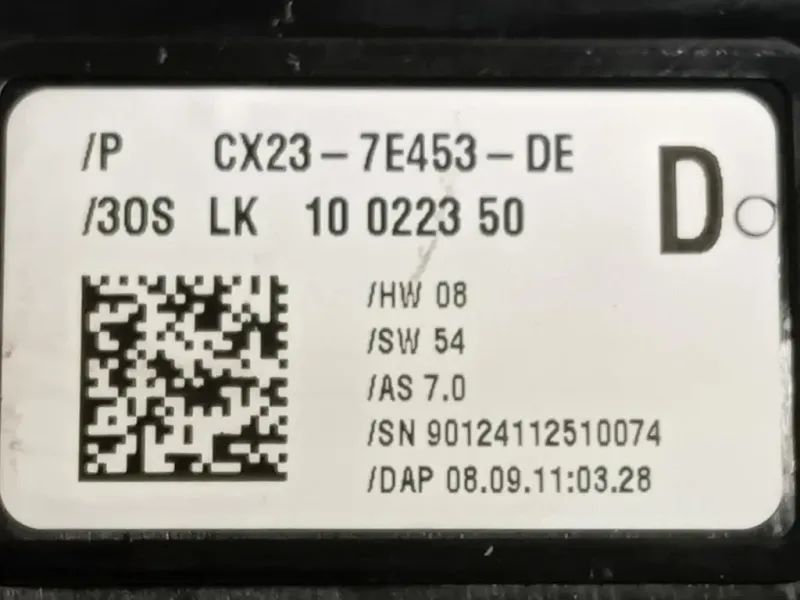 /P CX23-7E453-DE
/30S LK 10 0223 50
D
/HW 08
/SW 54
/AS 7.0
/SN 90124112510074
/DAP 08.09.11:03.28